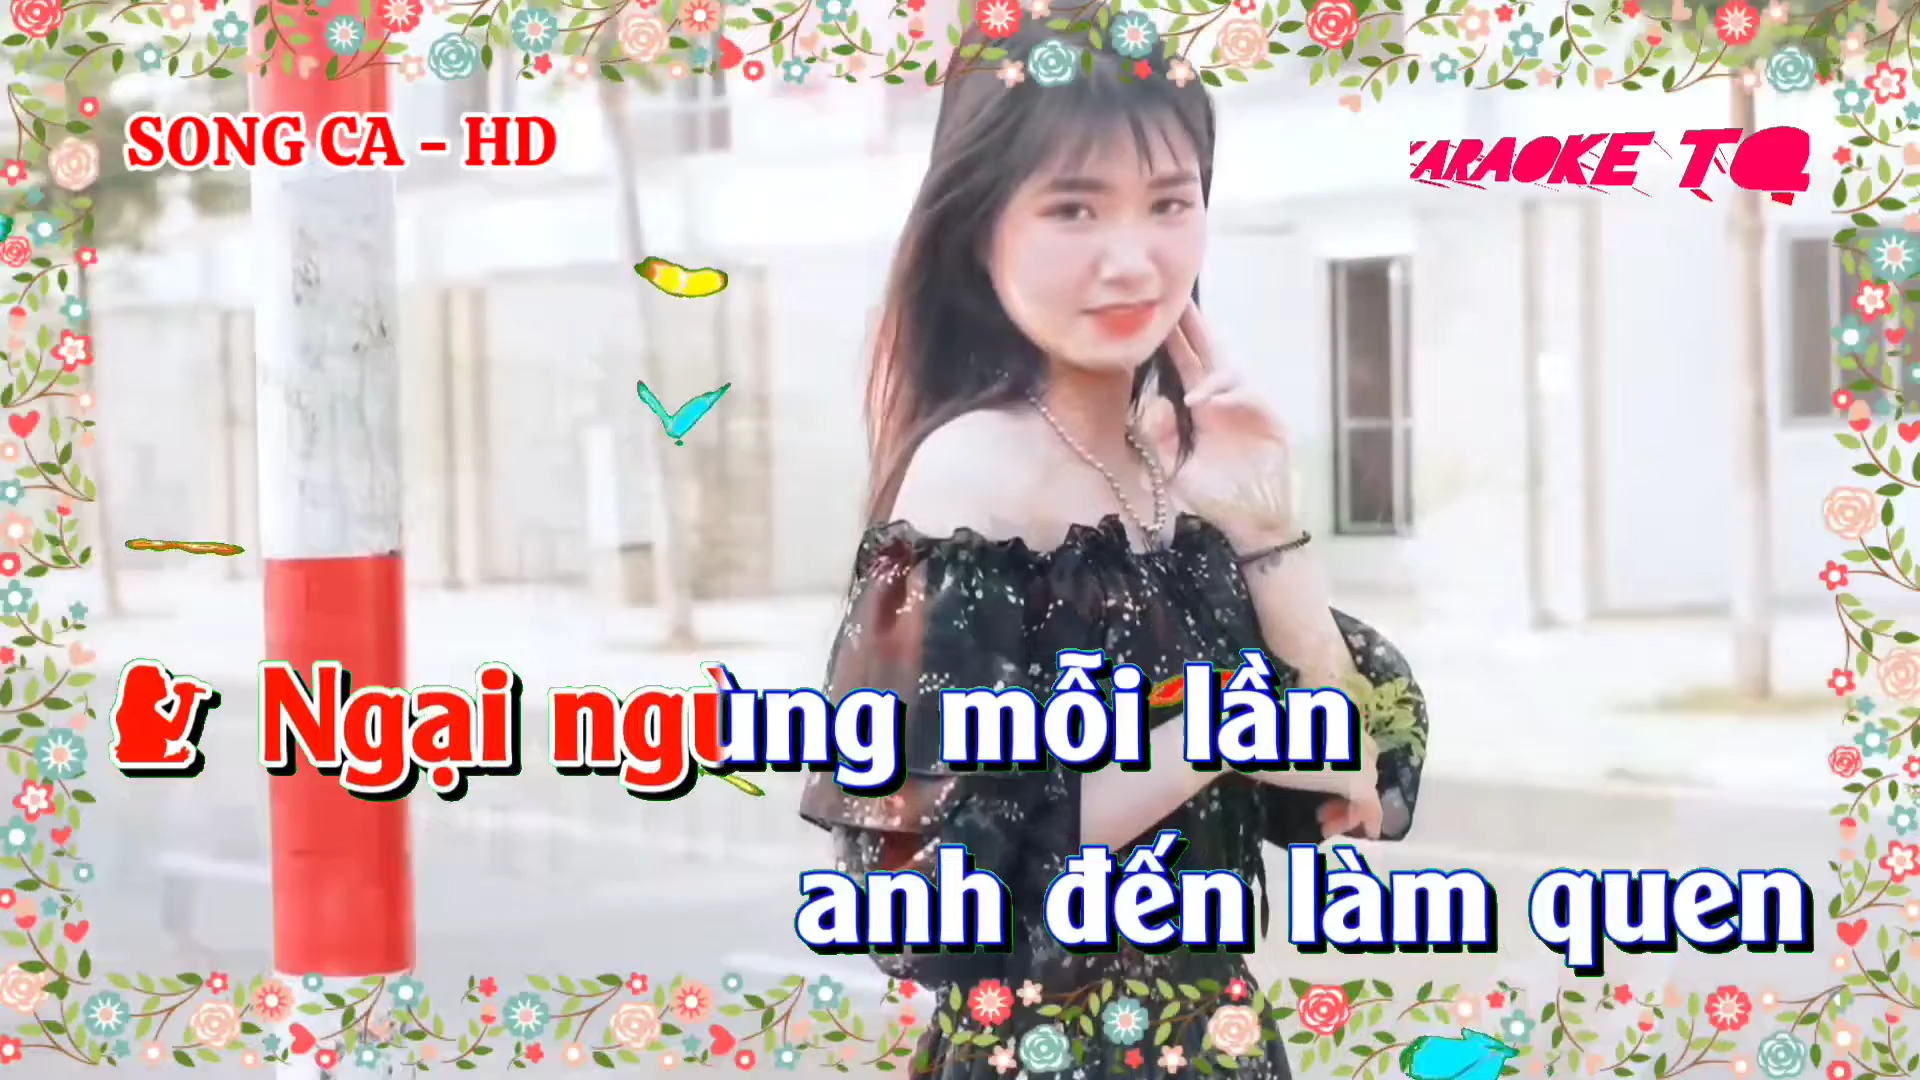 SONG CA - HD
KARAOKE TQ
Ngại ngùng mỗi lần
anh đến làm quen